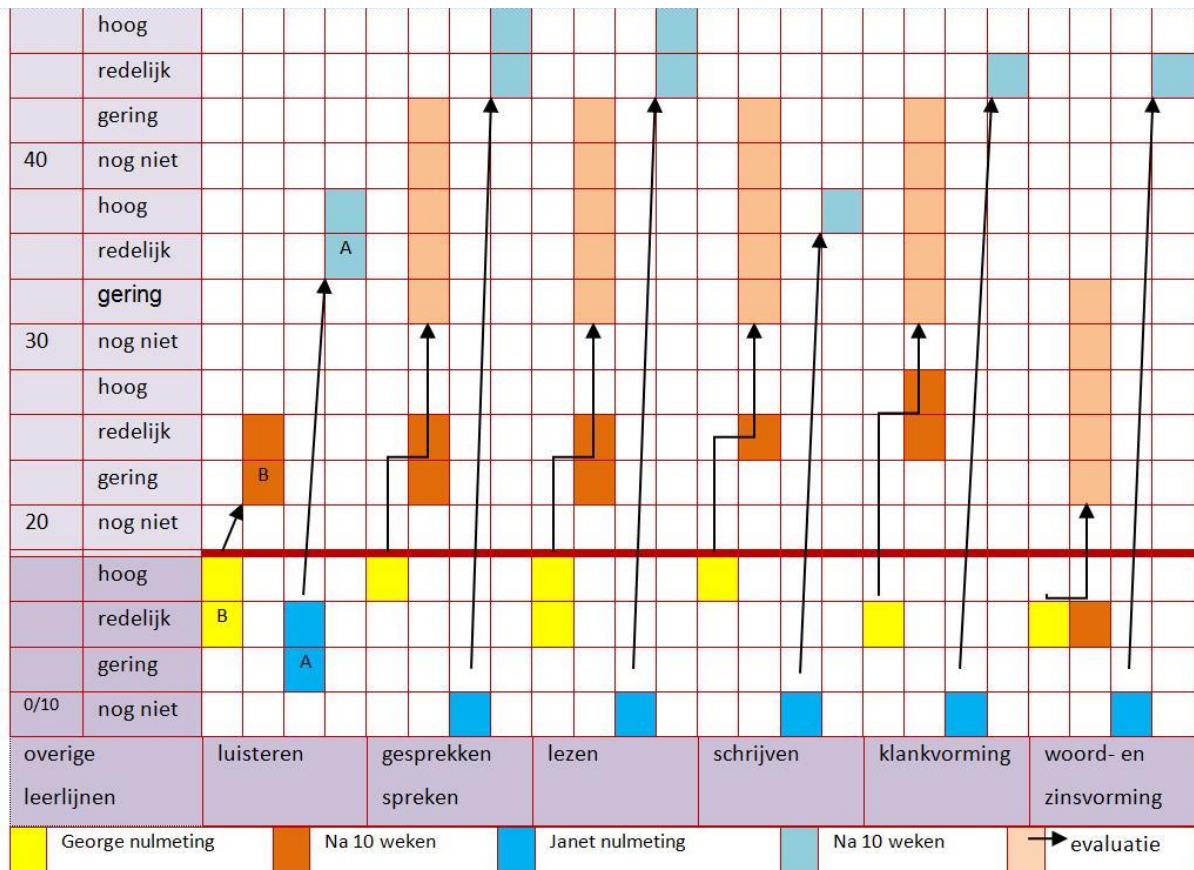 hoog
redelijk
gering
40 nog niet
hoog
redelijk A
gering
30 nog niet
hoog
redelijk
gering B
20 nog niet
hoog
redelijk B
gering A
0/10 nog niet
overige luisteren gesprekken lezen schrijven klankvorming woord- en
leerlijnen spreken zinsvorming
George nulmeting Na 10 weken Janet nulmeting Na 10 weken evaluatie